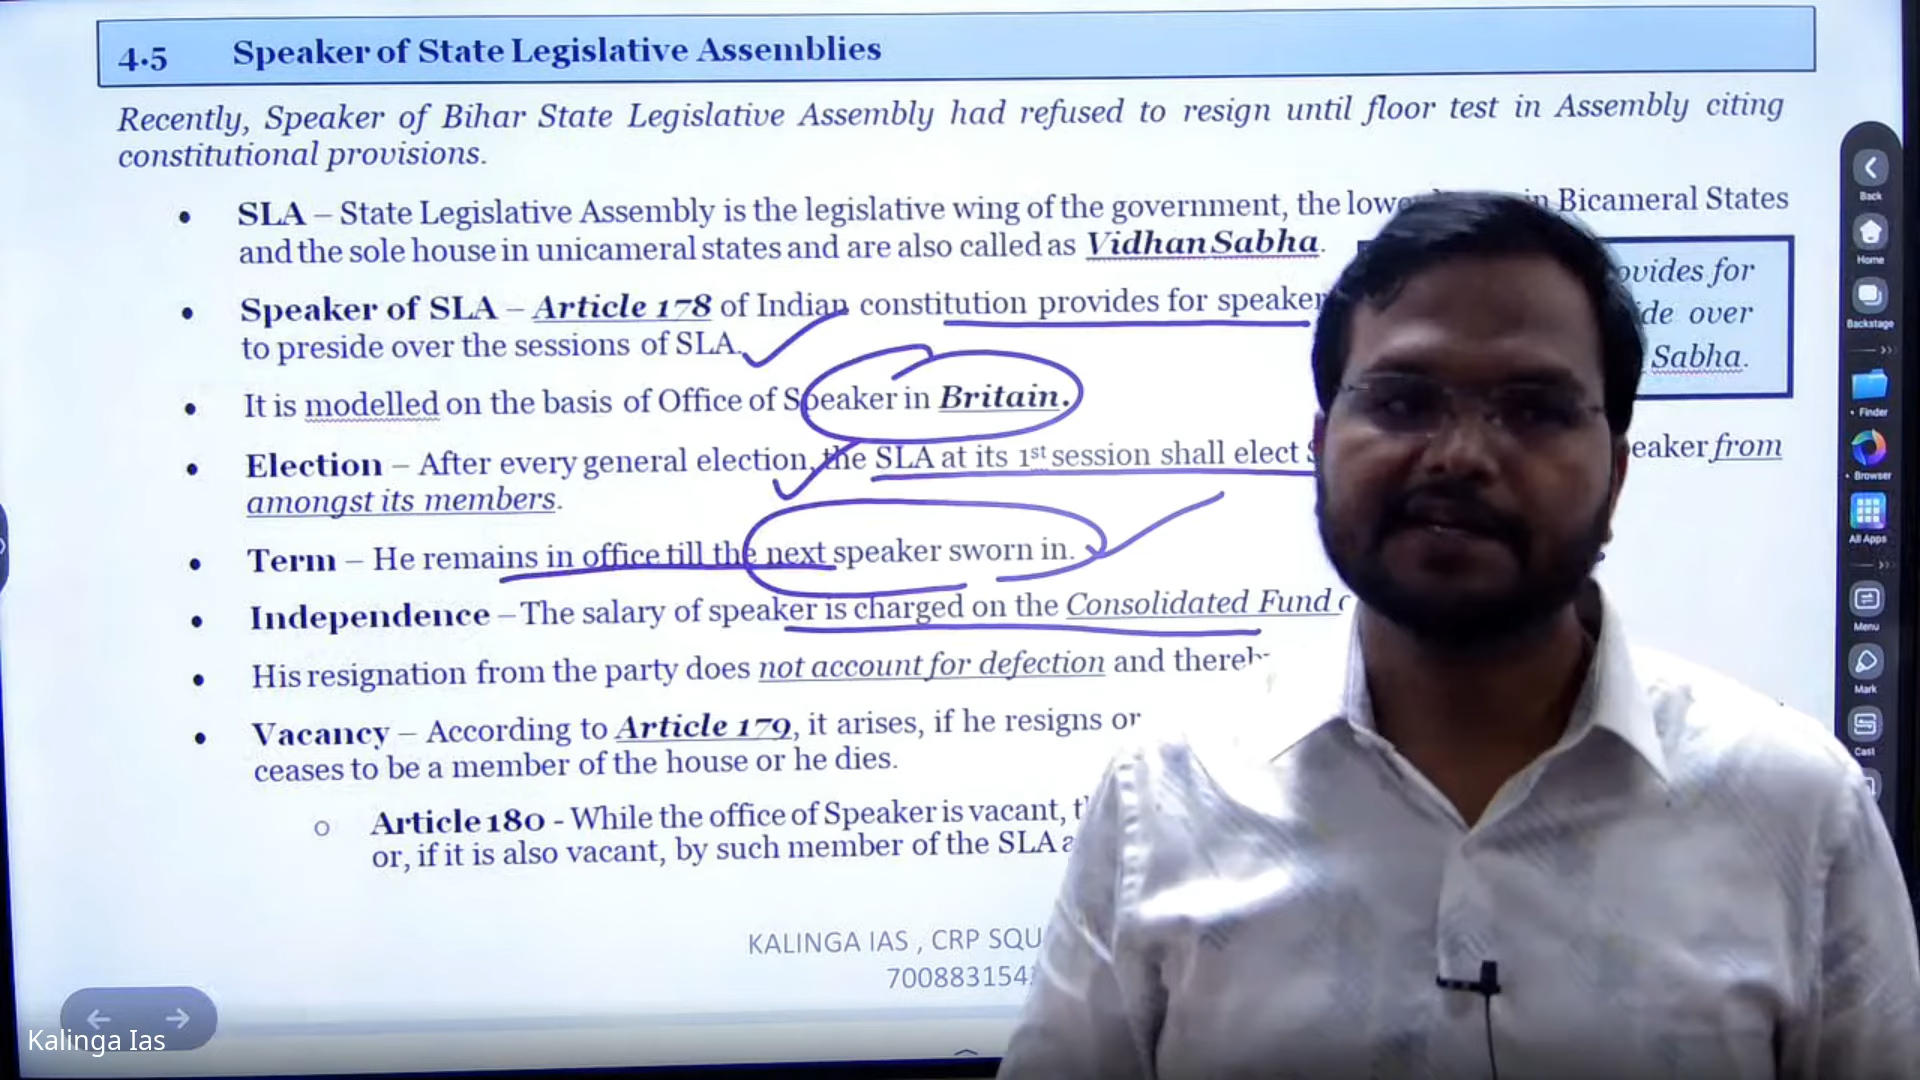 4.5 Speaker of State Legislative Assemblies
Recently, Speaker of Bihar State Legislative Assembly had refused to resign until floor test in Assembly citing
constitutional provisions.
• SLA – State Legislative Assembly is the legislative wing of the government, the in Bicameral States
and the sole house in unicameral states and are also called as Vidhan Sabha.
• Speaker of SLA – Article 178 of Indian constitution provides for speaker
to preside over the sessions of SLA.
ovides for
de over
Sabha.
• It is modelled on the basis of Office of Speaker in Britain.
• Election – After every general election, the SLA at its 1st session shall elect eaker from
amongst its members.
• Term – He remains in office till the next speaker sworn in.
• Independence – The salary of speaker is charged on the Consolidated Fund
• His resignation from the party does not account for defection and
• Vacancy – According to Article 179, it arises, if he resigns or
ceases to be a member of the house or he dies.
o Article 180 - While the office of Speaker is vacant,
or, if it is also vacant, by such member of the SLA
KALINGA IAS , CRP SQU
700883154
Kalinga Ias
Back
Home
Backstage
Finder
Browser
All Apps
Menu
Mark
Cast